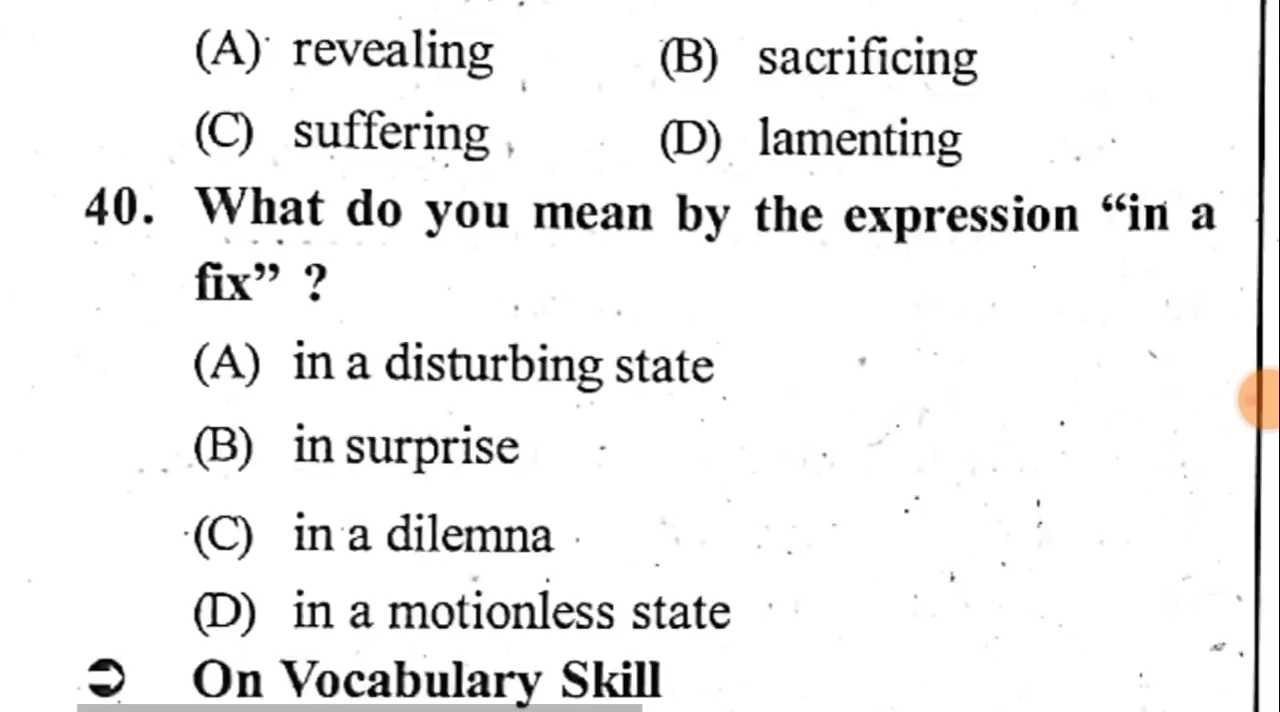 (A) revealing (B) sacrificing
(C) suffering (D) lamenting
40. What do you mean by the expression “in a
fix” ?
(A) in a disturbing state
(B) in surprise
(C) in a dilemna
(D) in a motionless state
➲ On Vocabulary Skill